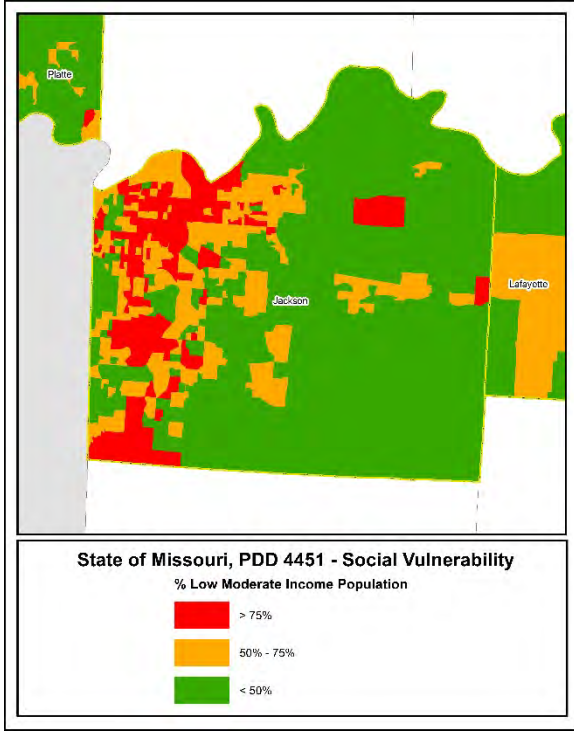 Platte
Jackson
Lafayette
State of Missouri, PDD 4451 - Social Vulnerability
% Low Moderate Income Population
> 75%
50% - 75%
< 50%